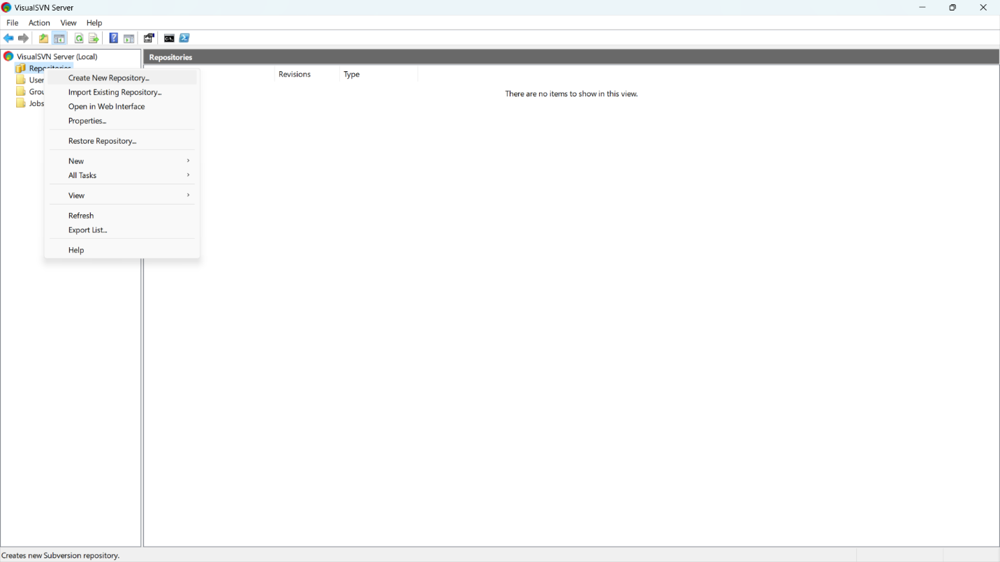 VisualSVN Server
File Action View Help
VisualSVN Server (Local)
Repositories
Repositories
Create New Repository...
Import Existing Repository...
Open in Web Interface
Properties...
Restore Repository...
New
All Tasks
View
Refresh
Export List...
Help
User
Grou
Jobs
Revisions Type
There are no items to show in this view.
Creates new Subversion repository.